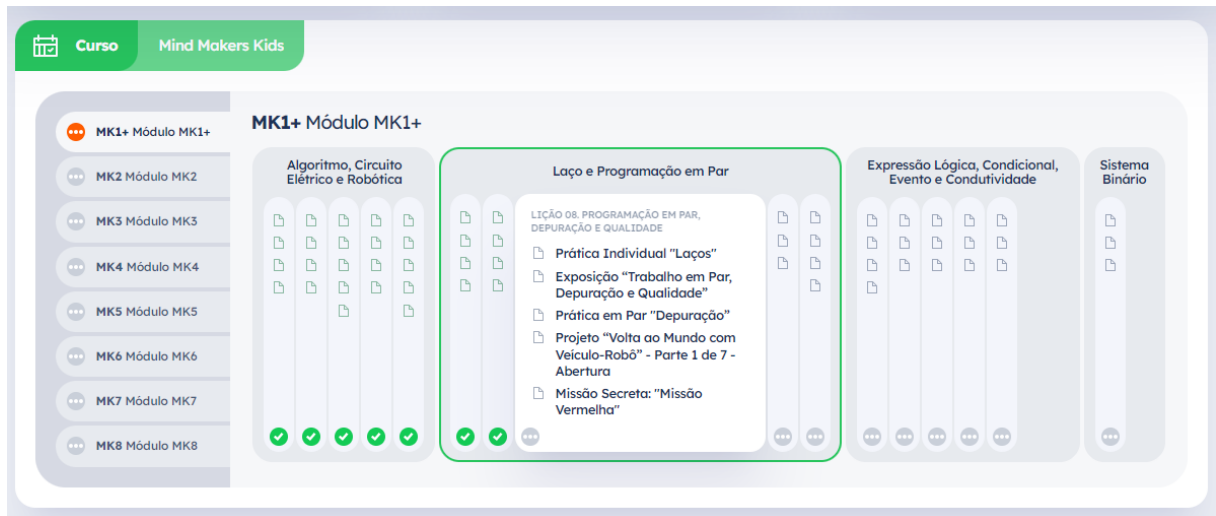 Curso
Mind Makers Kids
MK1+ Módulo MK1+
MK2 Módulo MK2
MK3 Módulo MK3
MK4 Módulo MK4
MK5 Módulo MK5
MK6 Módulo MK6
MK7 Módulo MK7
MK8 Módulo MK8
MK1+ Módulo MK1+
Algoritmo, Circuito
Elétrico e Robótica
Laço e Programação em Par
LIÇÃO 08. PROGRAMAÇÃO EM PAR,
DEPURAÇÃO E QUALIDADE
Prática Individual "Laços"
Exposição “Trabalho em Par,
Depuração e Qualidade”
Prática em Par "Depuração”
Projeto “Volta ao Mundo com
Veículo-Robô” - Parte 1 de 7 -
Abertura
Missão Secreta: "Missão
Vermelha"
Expressão Lógica, Condicional,
Evento e Condutividade
Sistema
Binário